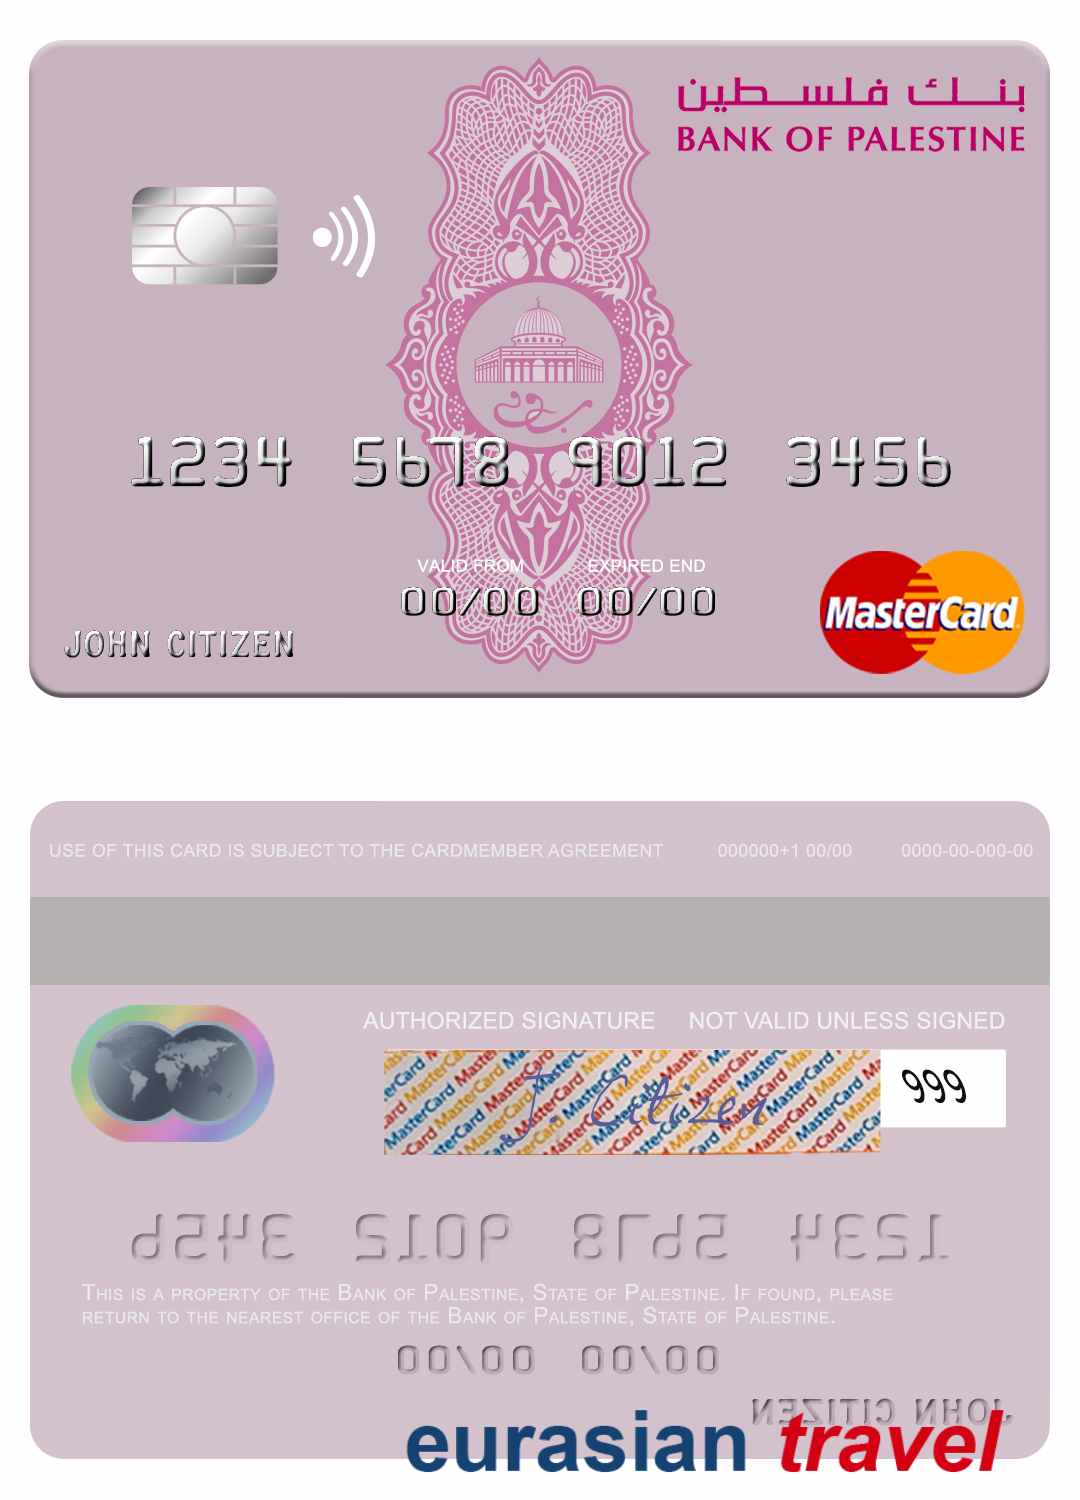 بنك فلسطين
BANK OF PALESTINE
1234 5678 9012 3456
VALID FROM EXPIRED END
00/00 00/00
MasterCard
JOHN CITIZEN
USE OF THIS CARD IS SUBJECT TO THE CARDMEMBER AGREEMENT 000000+1 00/00 0000-00-000-00
AUTHORIZED SIGNATURE NOT VALID UNLESS SIGNED
J. Citizen 999
1234 5678 9012 3456
THIS IS A PROPERTY OF THE BANK OF PALESTINE, STATE OF PALESTINE. IF FOUND, PLEASE
RETURN TO THE NEAREST OFFICE OF THE BANK OF PALESTINE, STATE OF PALESTINE.
00/00 00/00
JOHN CITIZEN
eurasian travel